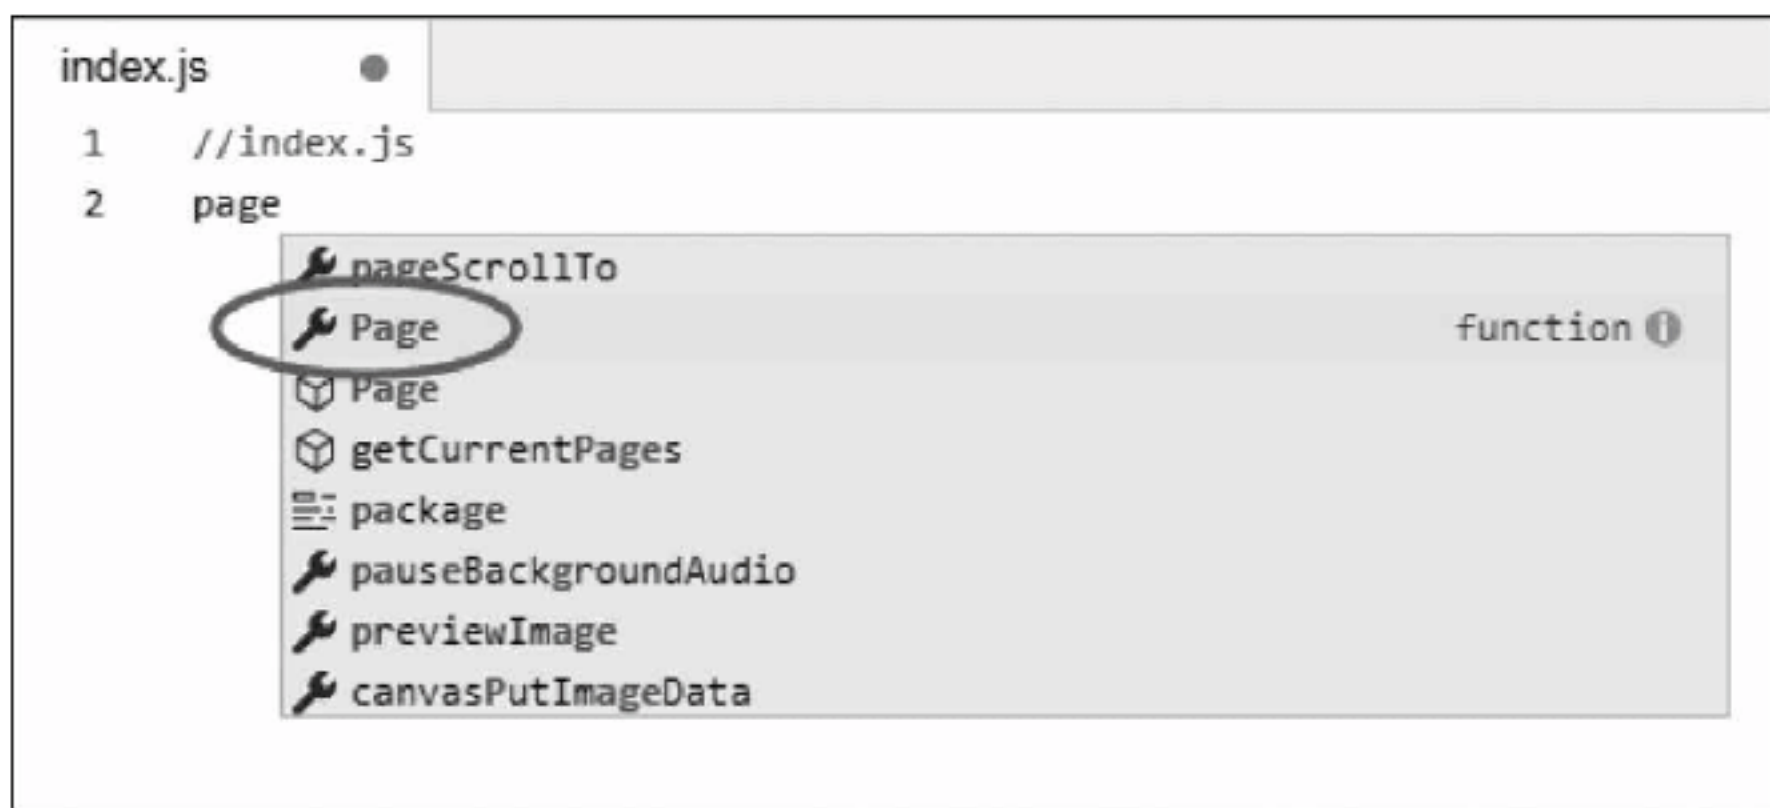 index.js
1 //index.js
2 page
pageScrollTo
Page function
Page
getCurrentPages
package
pauseBackgroundAudio
previewImage
canvasPutImageData